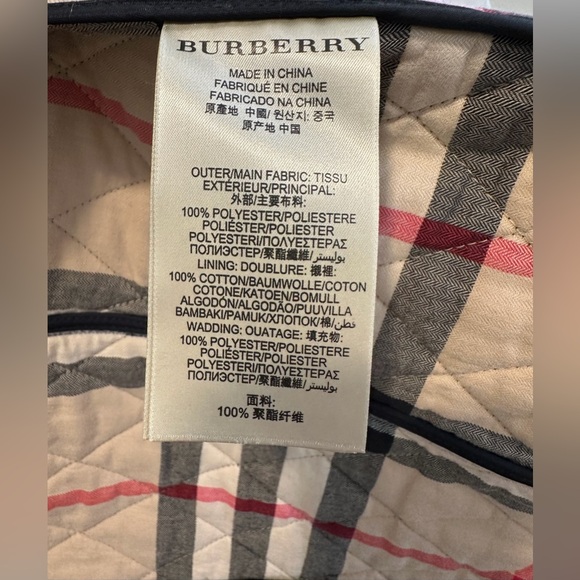 BURBERRY
MADE IN CHINA
FABRIQUÉ EN CHINE
FABRICADO NA CHINA
原產地 中國/ 원산지: 중국
原产地 中国
OUTER/MAIN FABRIC: TISSU
EXTÉRIEUR/PRINCIPAL:
外部/主要布料:
100% POLYESTER/POLIESTERE
POLIÉSTER/POLIESTER
POLYESTERI/ΠΟΛΥΕΣΤΕΡΑΣ
ПОЛИЭСТЕР/聚酯纖維/بوليستر
LINING: DOUBLURE: 襯裡:
100% COTTON/BAUMWOLLE/COTON
COTONE/KATOEN/BOMULL
ALGODÓN/ALGODÃO/PUUVILLA
BAMBAKI/PAMUK/ХЛОПОК/棉/قطن
WADDING: OUATAGE: 填充物:
100% POLYESTER/POLIESTERE
POLIÉSTER/POLIESTER
POLYESTERI/ΠΟΛΥΕΣΤΕΡΑΣ
ПОЛИЭСТЕР/聚酯纖維/بوليستر
面料:
100% 聚酯纤维